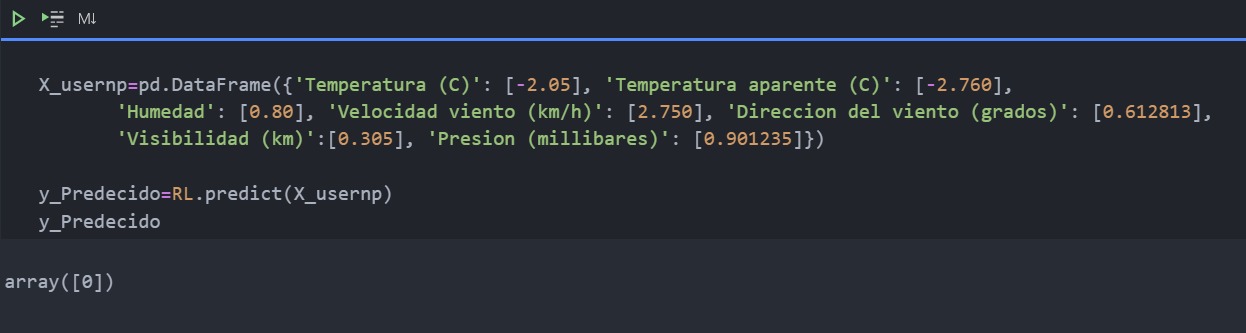 M↓
X_usernp=pd.DataFrame({'Temperatura (C)': [-2.05], 'Temperatura aparente (C)': [-2.760],
'Humedad': [0.80], 'Velocidad viento (km/h)': [2.750], 'Direccion del viento (grados)': [0.612813],
'Visibilidad (km)':[0.305], 'Presion (millibares)': [0.901235]})
y_Predecido=RL.predict(X_usernp)
y_Predecido
array([0])